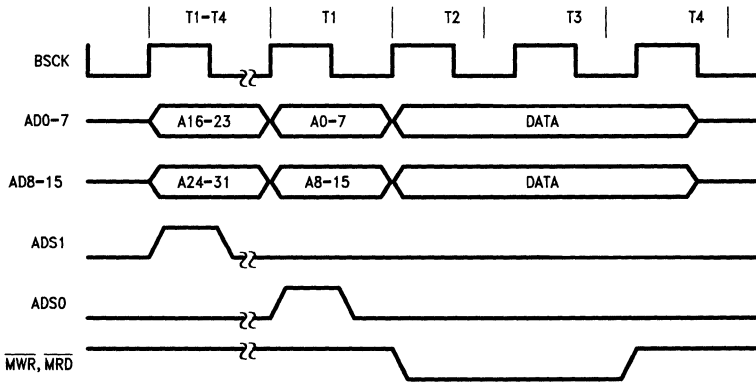 T1-T4 T1 T2 T3 T4
BSCK
AD0-7 A16-23 A0-7 DATA
AD8-15 A24-31 A8-15 DATA
ADS1
ADS0
MWR, MRD